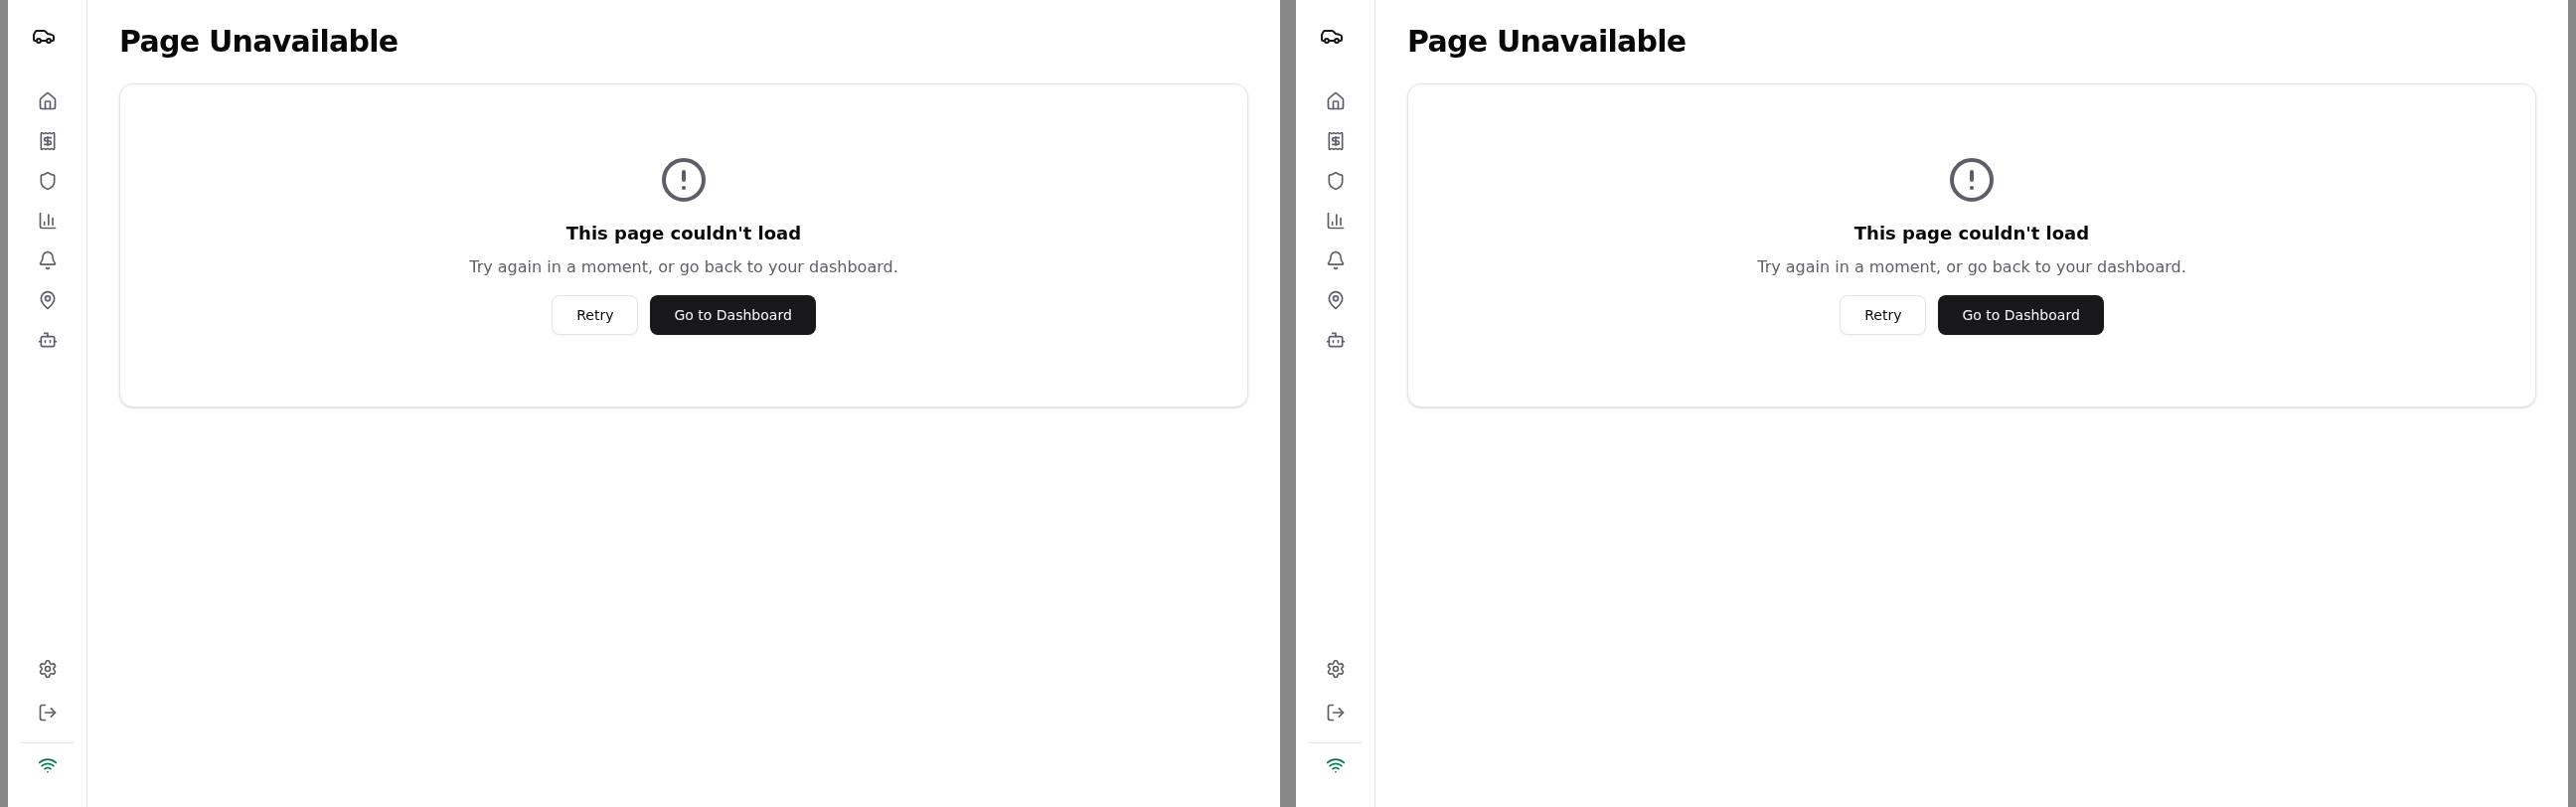 Page Unavailable
This page couldn't load
Try again in a moment, or go back to your dashboard.
Retry
Go to Dashboard
Page Unavailable
This page couldn't load
Try again in a moment, or go back to your dashboard.
Retry
Go to Dashboard